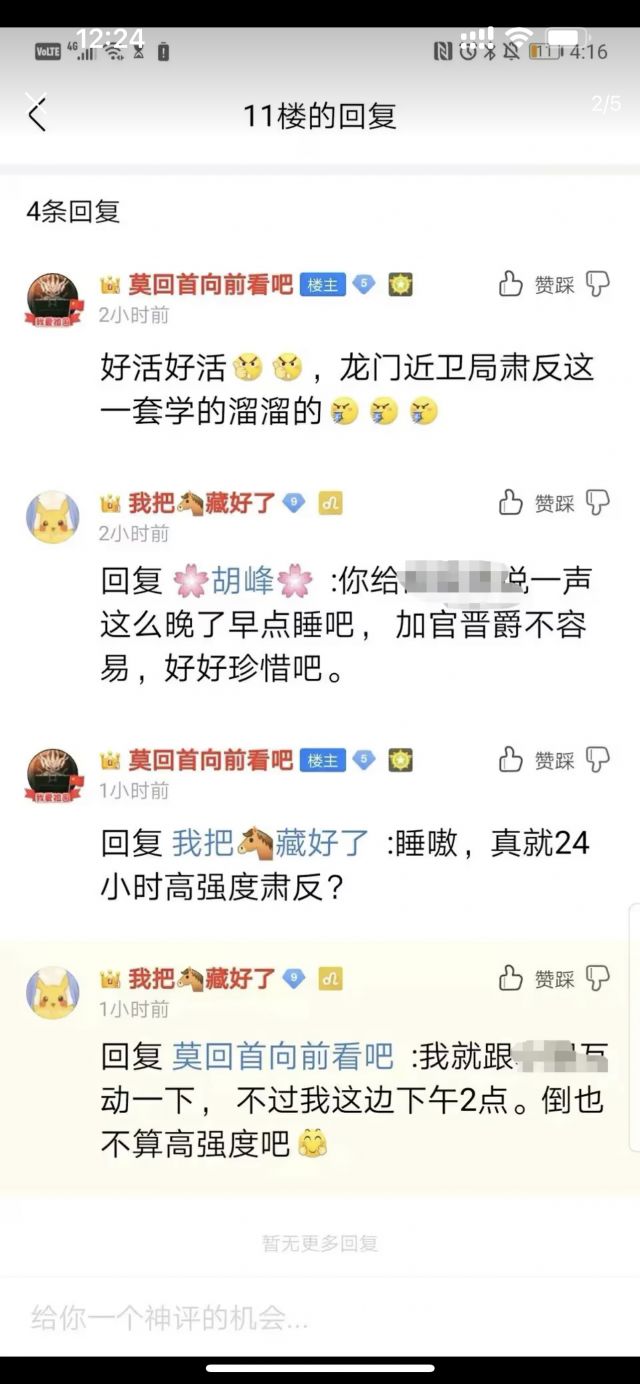 12:24
VoLTE 4G 11 4:16
11楼的回复
2/5
4条回复
莫回首向前看吧 楼主 5 赞踩
我爱祖国
2小时前
好活好活，龙门近卫局肃反这
一套学的溜溜的
我把🐴藏好了 9 赞踩
2小时前
回复 🌸胡峰🌸 :你给说一声
这么晚了早点睡吧，加官晋爵不容
易，好好珍惜吧。
莫回首向前看吧 楼主 5 赞踩
我爱祖国
1小时前
回复 我把🐴藏好了 :睡嗷，真就24
小时高强度肃反？
我把🐴藏好了 9 赞踩
1小时前
回复 莫回首向前看吧 :我就跟互
动一下，不过我这边下午2点。倒也
不算高强度吧🤗
暂无更多回复
给你一个神评的机会...